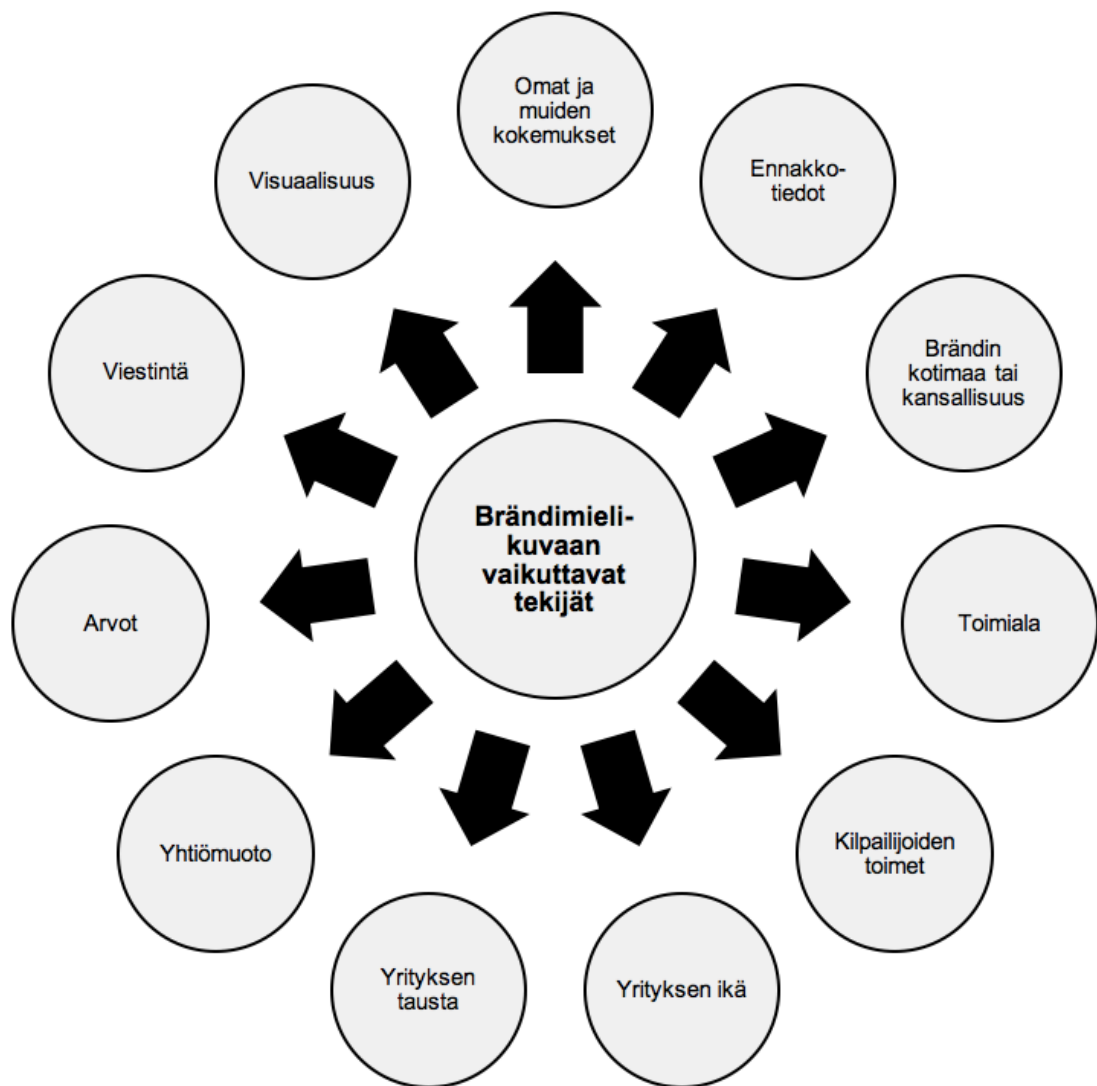 Omat ja
muiden
kokemukset
Ennakko-
tiedot
Brändin
kotimaa tai
kansallisuus
Toimiala
Kilpailijoiden
toimet
Yrityksen ikä
Yrityksen
tausta
Yhtiömuoto
Arvot
Viestintä
Visuaalisuus
Brändimieli-
kuvaan
vaikuttavat
tekijät